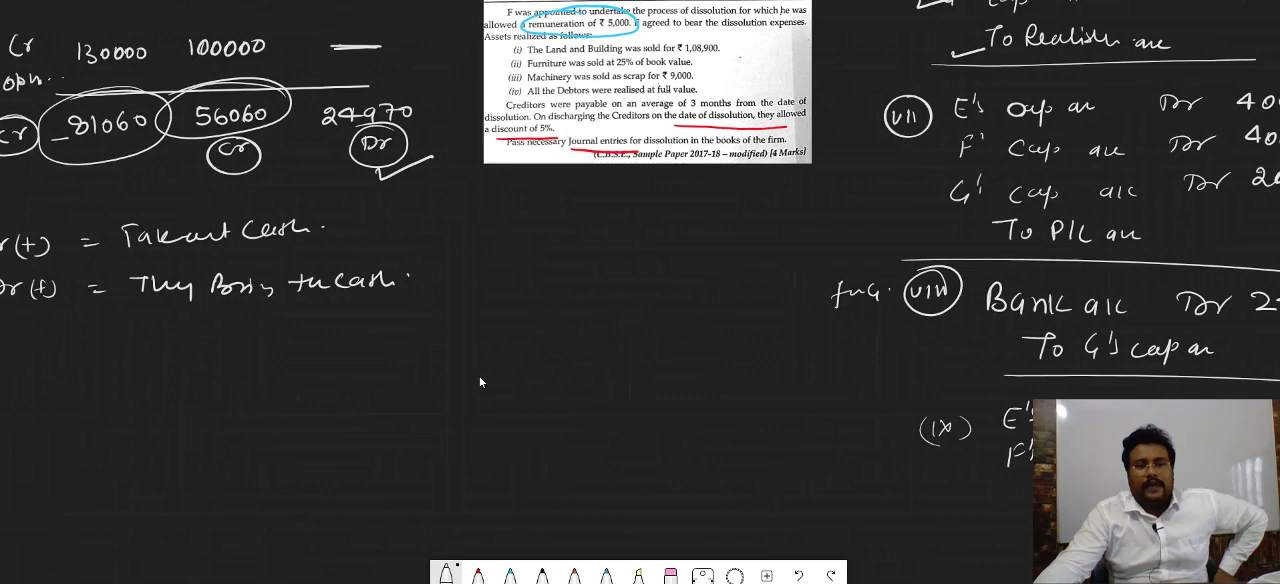 Cr 130000 100000 —
Cr 81060 56060 24970
Cr Dr
(+) = Takeout Cash.
= They Bring the Cash.
F was appointed to undertake the process of dissolution for which he was
allowed a remuneration of ₹ 5,000. F agreed to bear the dissolution expenses.
Assets realized as follows:
(i) The Land and Building was sold for ₹ 1,08,900.
(ii) Furniture was sold at 25% of book value.
(iii) Machinery was sold as scrap for ₹ 9,000.
(iv) All the Debtors were realised at full value.
Creditors were payable on an average of 3 months from the date of
dissolution. On discharging the Creditors on the date of dissolution, they allowed
a discount of 5%.
Pass necessary Journal entries for dissolution in the books of the firm.
(C.B.S.E., Sample Paper 2017-18 – modified) [4 Marks]
To Realisn a/c
VII E's cap a/c Dr 40
F' cap a/c Dr 40
G' cap a/c Dr 20
To P/L a/c
VIII Bank a/c Dr 2
To G's cap a/c
(IX) E'
F'